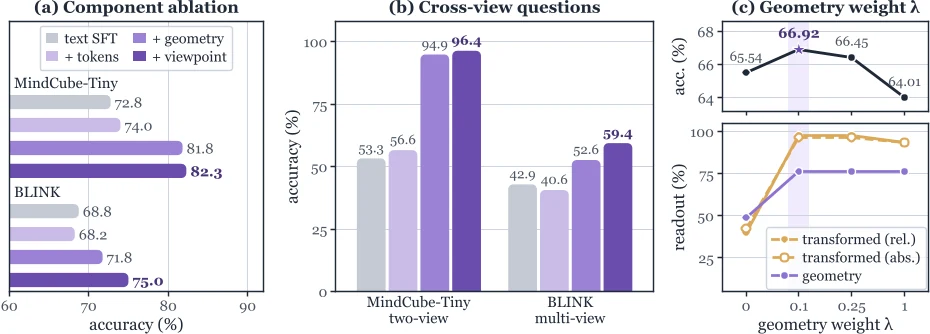 (a) Component ablation
text SFT
+ geometry
+ tokens
+ viewpoint
MindCube-Tiny
72.8
74.0
81.8
82.3
BLINK
68.8
68.2
71.8
75.0
60 70 80 90
accuracy (%)
(b) Cross-view questions
accuracy (%)
100
75
50
25
0
53.3
56.6
94.9
96.4
42.9
40.6
52.6
59.4
MindCube-Tiny
two-view
BLINK
multi-view
(c) Geometry weight λ
acc. (%)
68
66
64
65.54
66.92
66.45
64.01
readout (%)
100
75
50
25
transformed (rel.)
transformed (abs.)
geometry
0 0.1 0.25 1
geometry weight λ